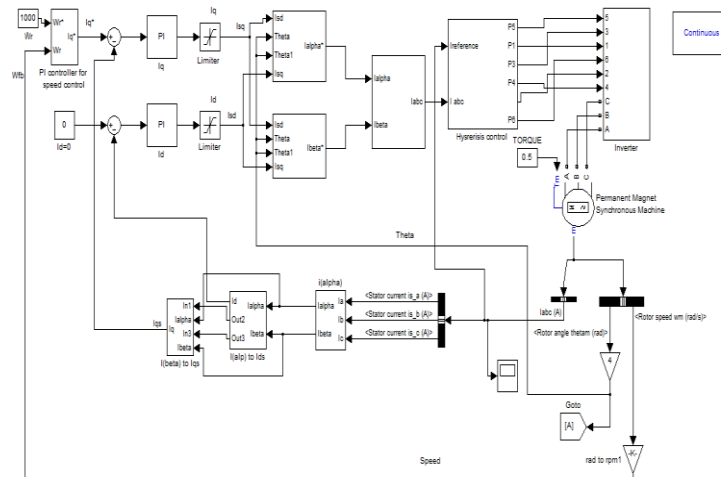 1000
Wr
Wr*
Wr
Iq*
PI controller for
speed control
Iq*
PI
Iq
Iq
Limiter
Isq
Isd
Theta
Theta1
Isq
Ialpha*
Isd
Theta
Theta1
Isq
Ibeta*
Ialpha
Ibeta
Iabc
Ireference
I abc
P5
P1
P3
P4
P6
Hysrerisis control
5
3
1
6
2
4
C
B
A
Inverter
Continuous
Wfb
0
Id=0
PI
Id
Id
Isd
Limiter
TORQUE
0.5
A
B
C
Permanent Magnet
Synchronous Machine
Theta
Iqs
Iq
In1
Ialpha
In3
Ibeta
I(beta) to Iqs
Id
Out2
Out3
Ialpha
Ibeta
I(alp) to Ids
i(alpha)
Ialpha
Ibeta
Ia
Ib
Ic
<Stator current is_a (A)>
<Stator current is_b (A)>
<Stator current is_c (A)>
Iabc (A)
<Rotor angle thetam (rad)>
<Rotor speed wm (rad/s)>
4
Goto
[A]
-K-
rad to rpm1
Speed